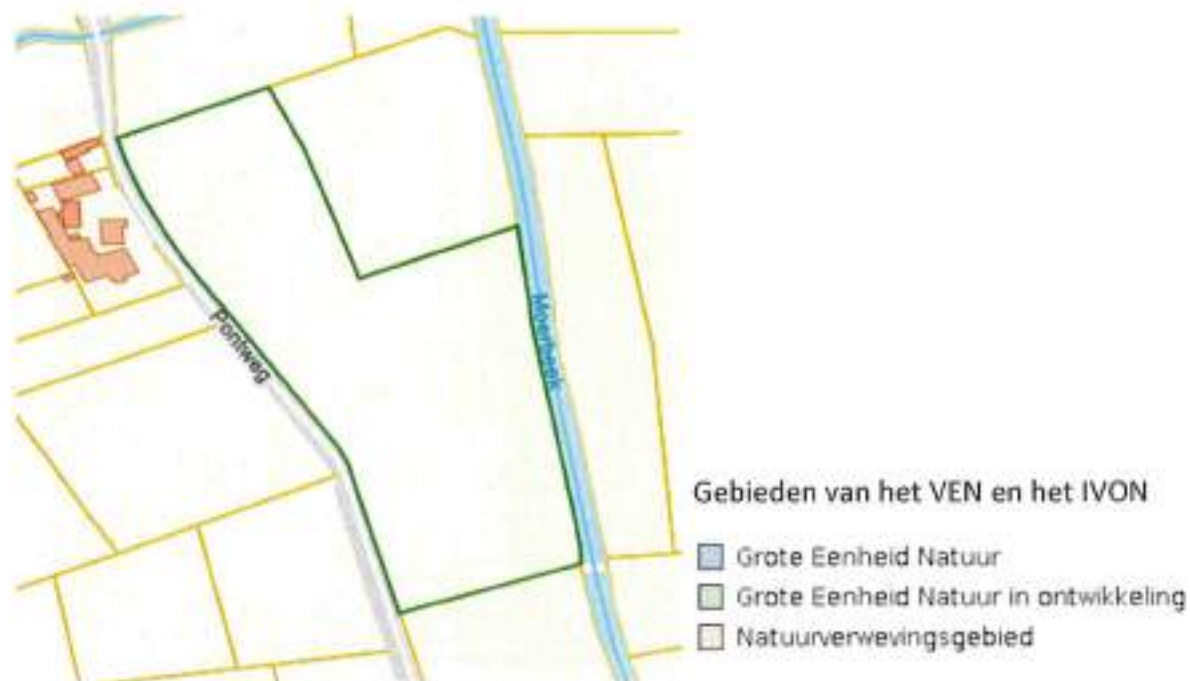 Pontweg
Moerbeek
Gebieden van het VEN en het IVON
Grote Eenheid Natuur
Grote Eenheid Natuur in ontwikkeling
Natuurverwevingsgebied